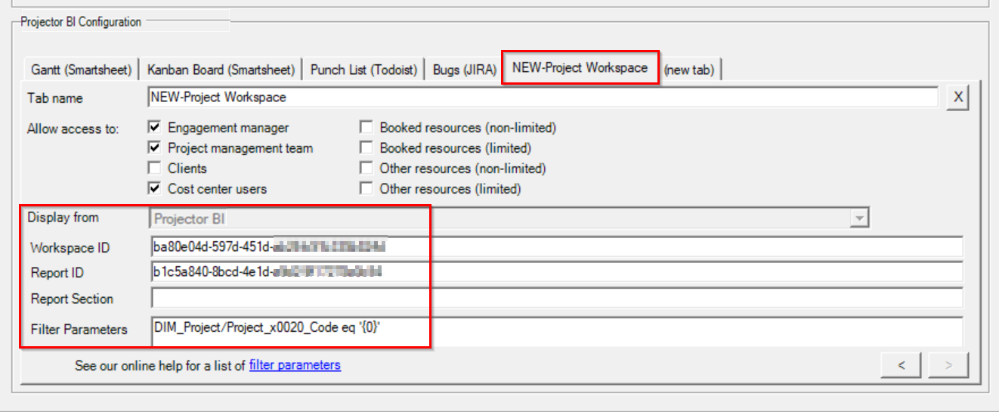 Projector BI Configuration
Gantt (Smartsheet) Kanban Board (Smartsheet) Punch List (Todoist) Bugs (JIRA) NEW-Project Workspace (new tab)
Tab name NEW-Project Workspace X
Allow access to: Engagement manager Booked resources (non-limited)
Project management team Booked resources (limited)
Clients Other resources (non-limited)
Cost center users Other resources (limited)
Display from Projector BI
Workspace ID ba80e04d-597d-451d-
Report ID b1c5a840-8bcd-4e1d-
Report Section
Filter Parameters DIM_Project/Project_x0020_Code eq '{0}'
See our online help for a list of filter parameters < >